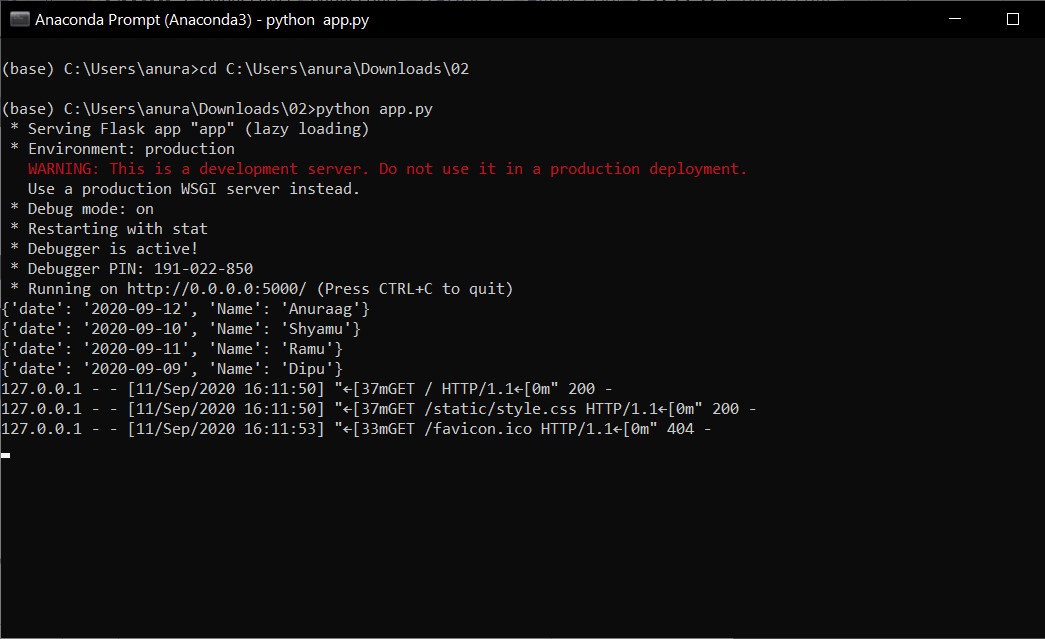 Anaconda Prompt (Anaconda3) - python  app.py
(base) C:\Users\anura>cd C:\Users\anura\Downloads\02
(base) C:\Users\anura\Downloads\02>python app.py
 * Serving Flask app "app" (lazy loading)
 * Environment: production
   WARNING: This is a development server. Do not use it in a production deployment.
   Use a production WSGI server instead.
 * Debug mode: on
 * Restarting with stat
 * Debugger is active!
 * Debugger PIN: 191-022-850
 * Running on http://0.0.0.0:5000/ (Press CTRL+C to quit)
{'date': '2020-09-12', 'Name': 'Anuraag'}
{'date': '2020-09-10', 'Name': 'Shyamu'}
{'date': '2020-09-11', 'Name': 'Ramu'}
{'date': '2020-09-09', 'Name': 'Dipu'}
127.0.0.1 - - [11/Sep/2020 16:11:50] "←[37mGET / HTTP/1.1←[0m" 200 -
127.0.0.1 - - [11/Sep/2020 16:11:50] "←[37mGET /static/style.css HTTP/1.1←[0m" 200 -
127.0.0.1 - - [11/Sep/2020 16:11:53] "←[33mGET /favicon.ico HTTP/1.1←[0m" 404 -